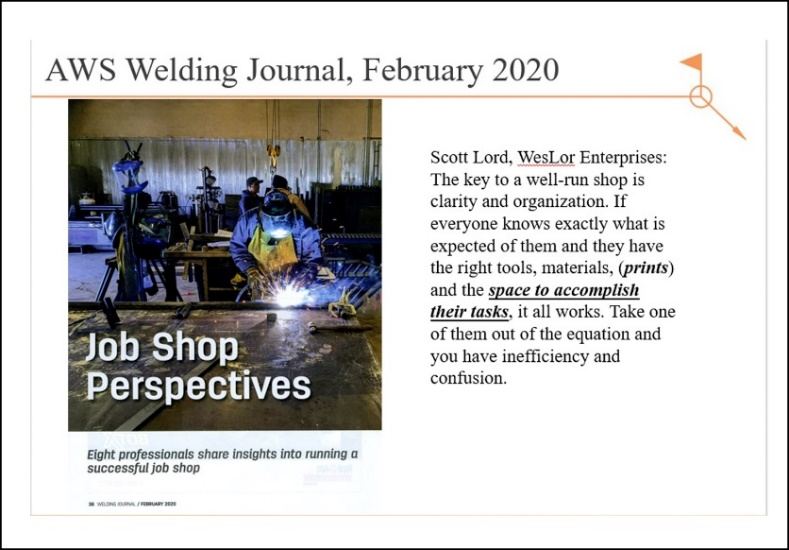 AWS Welding Journal, February 2020
Job Shop
Perspectives
Eight professionals share insights into running a
successful job shop
36 WELDING JOURNAL / FEBRUARY 2020
Scott Lord, WesLor Enterprises:
The key to a well-run shop is
clarity and organization. If
everyone knows exactly what is
expected of them and they have
the right tools, materials, (prints)
and the space to accomplish
their tasks, it all works. Take one
of them out of the equation and
you have inefficiency and
confusion.